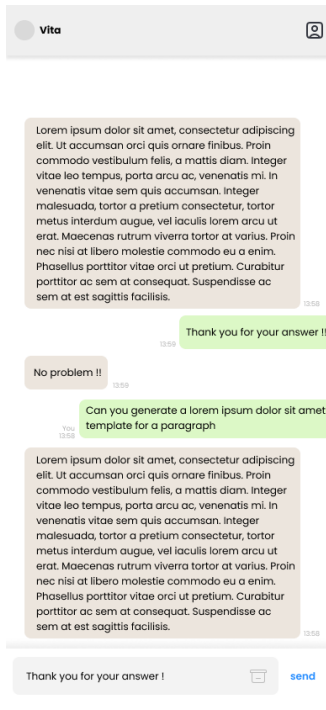 Vita
Lorem ipsum dolor sit amet, consectetur adipiscing
elit. Ut accumsan orci quis ornare finibus. Proin
commodo vestibulum felis, a mattis diam. Integer
vitae leo tempus, porta arcu ac, venenatis mi. In
venenatis vitae sem quis accumsan. Integer
malesuada, tortor a pretium consectetur, tortor
metus interdum augue, vel iaculis lorem arcu ut
erat. Maecenas rutrum viverra tortor at varius. Proin
nec nisi at libero molestie commodo eu a enim.
Phasellus porttitor vitae orci ut pretium. Curabitur
porttitor ac sem at consequat. Suspendisse ac
sem at est sagittis facilisis.
13:58
Thank you for your answer !!
13:59
No problem !!
13:59
Can you generate a lorem ipsum dolor sit amet
template for a paragraph
You
13:58
Lorem ipsum dolor sit amet, consectetur adipiscing
elit. Ut accumsan orci quis ornare finibus. Proin
commodo vestibulum felis, a mattis diam. Integer
vitae leo tempus, porta arcu ac, venenatis mi. In
venenatis vitae sem quis accumsan. Integer
malesuada, tortor a pretium consectetur, tortor
metus interdum augue, vel iaculis lorem arcu ut
erat. Maecenas rutrum viverra tortor at varius. Proin
nec nisi at libero molestie commodo eu a enim.
Phasellus porttitor vitae orci ut pretium. Curabitur
porttitor ac sem at consequat. Suspendisse ac
sem at est sagittis facilisis.
13:58
Thank you for your answer !
send